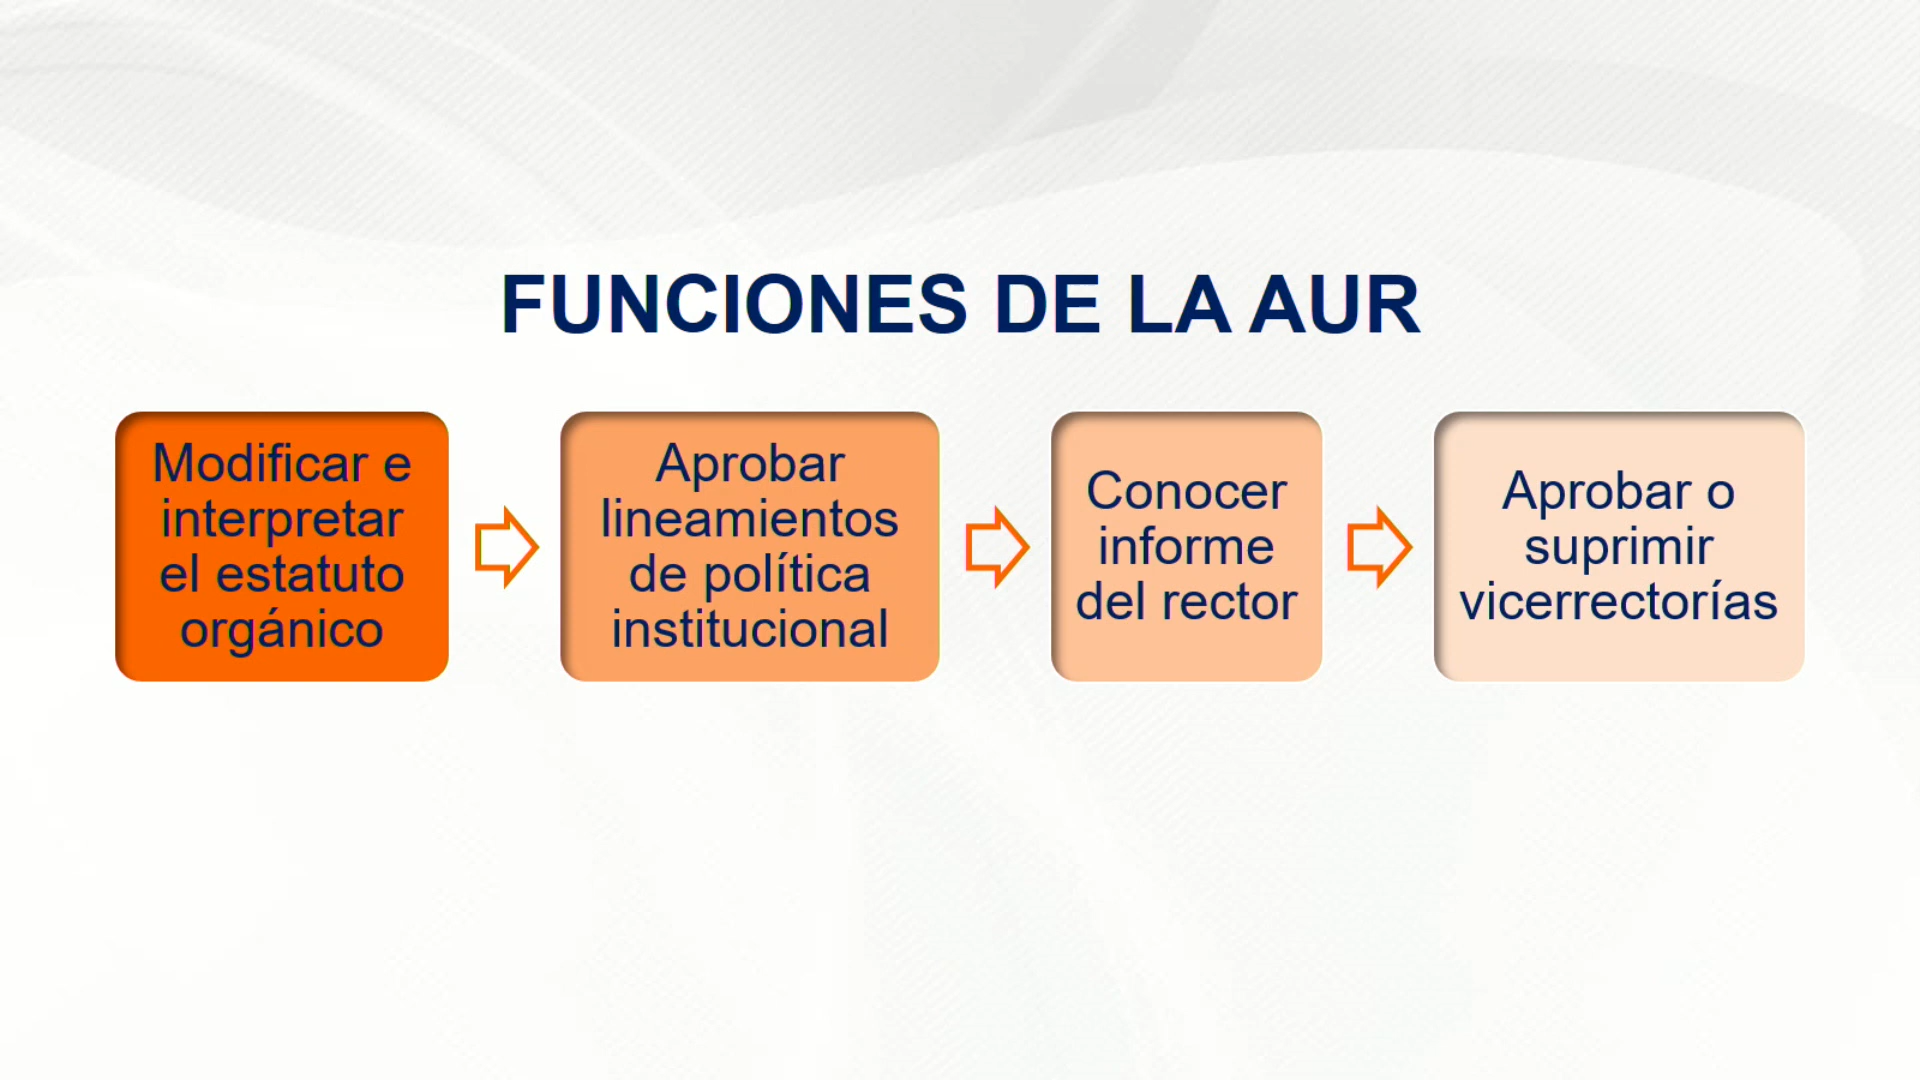 FUNCIONES DE LA AUR
Modificar e
interpretar
el estatuto
orgánico
Aprobar
lineamientos
de política
institucional
Conocer
informe
del rector
Aprobar o
suprimir
vicerrectorías